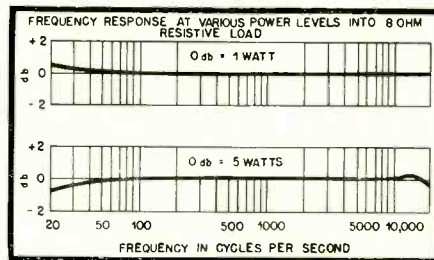 FREQUENCY RESPONSE AT VARIOUS POWER LEVELS INTO 8 OHM
RESISTIVE LOAD
+2
0
-2
db
0 db = 1 WATT
+2
0
-2
db
0 db = 5 WATTS
20 50 100 500 1000 5000 10,000
FREQUENCY IN CYCLES PER SECOND